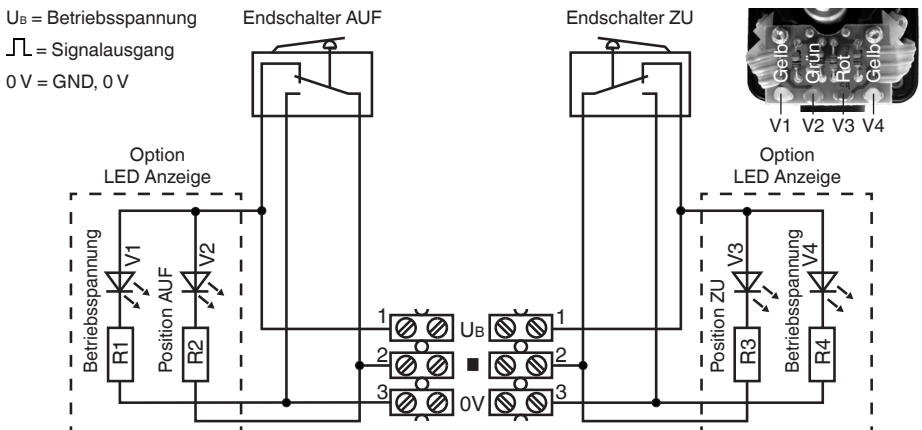 UB = Betriebsspannung
= Signalausgang
0 V = GND, 0 V
Endschalter AUF
Endschalter ZU
Gelb
Grün
Rot
Gelb
V1 V2 V3 V4
Option
LED Anzeige
Option
LED Anzeige
Betriebsspannung
V1
R1
Position AUF
V2
R2
1
UB
1
2
2
3
0V
3
Position ZU
V3
R3
Betriebsspannung
V4
R4